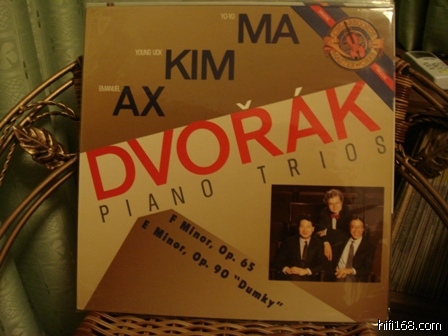 YO-YO
MA
YOUNG UCK
KIM
EMANUEL
AX
DVOŘÁK
PIANO TRIOS
F Minor, Op. 65
E Minor, Op. 90 "Dumky"
hifi168.com